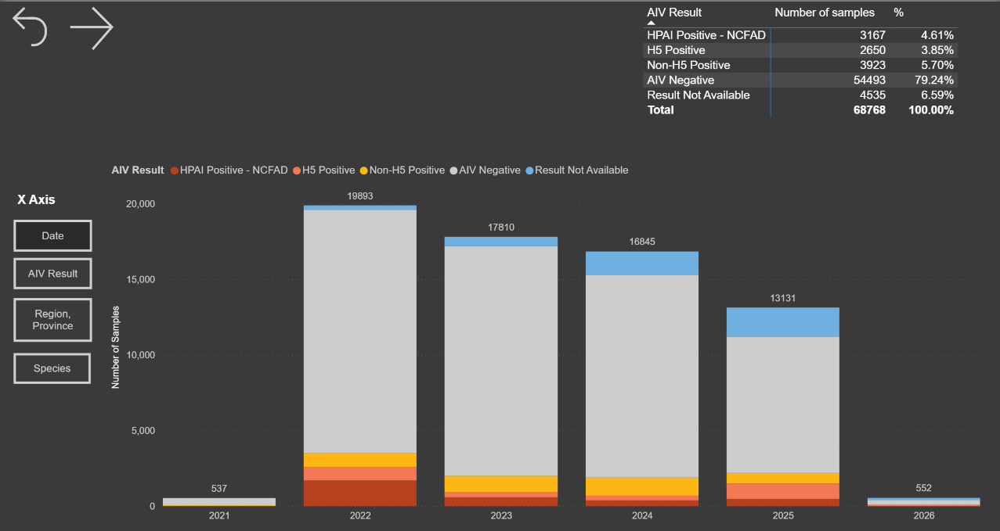 AIV Result Number of samples %
HPAI Positive - NCFAD 3167 4.61%
H5 Positive 2650 3.85%
Non-H5 Positive 3923 5.70%
AIV Negative 54493 79.24%
Result Not Available 4535 6.59%
Total 68768 100.00%
AIV Result HPAI Positive - NCFAD H5 Positive Non-H5 Positive AIV Negative Result Not Available
X Axis
Date
AIV Result
Region,
Province
Species
Number of Samples
20,000
15,000
10,000
5,000
0
537
19893
17810
16845
13131
552
2021 2022 2023 2024 2025 2026